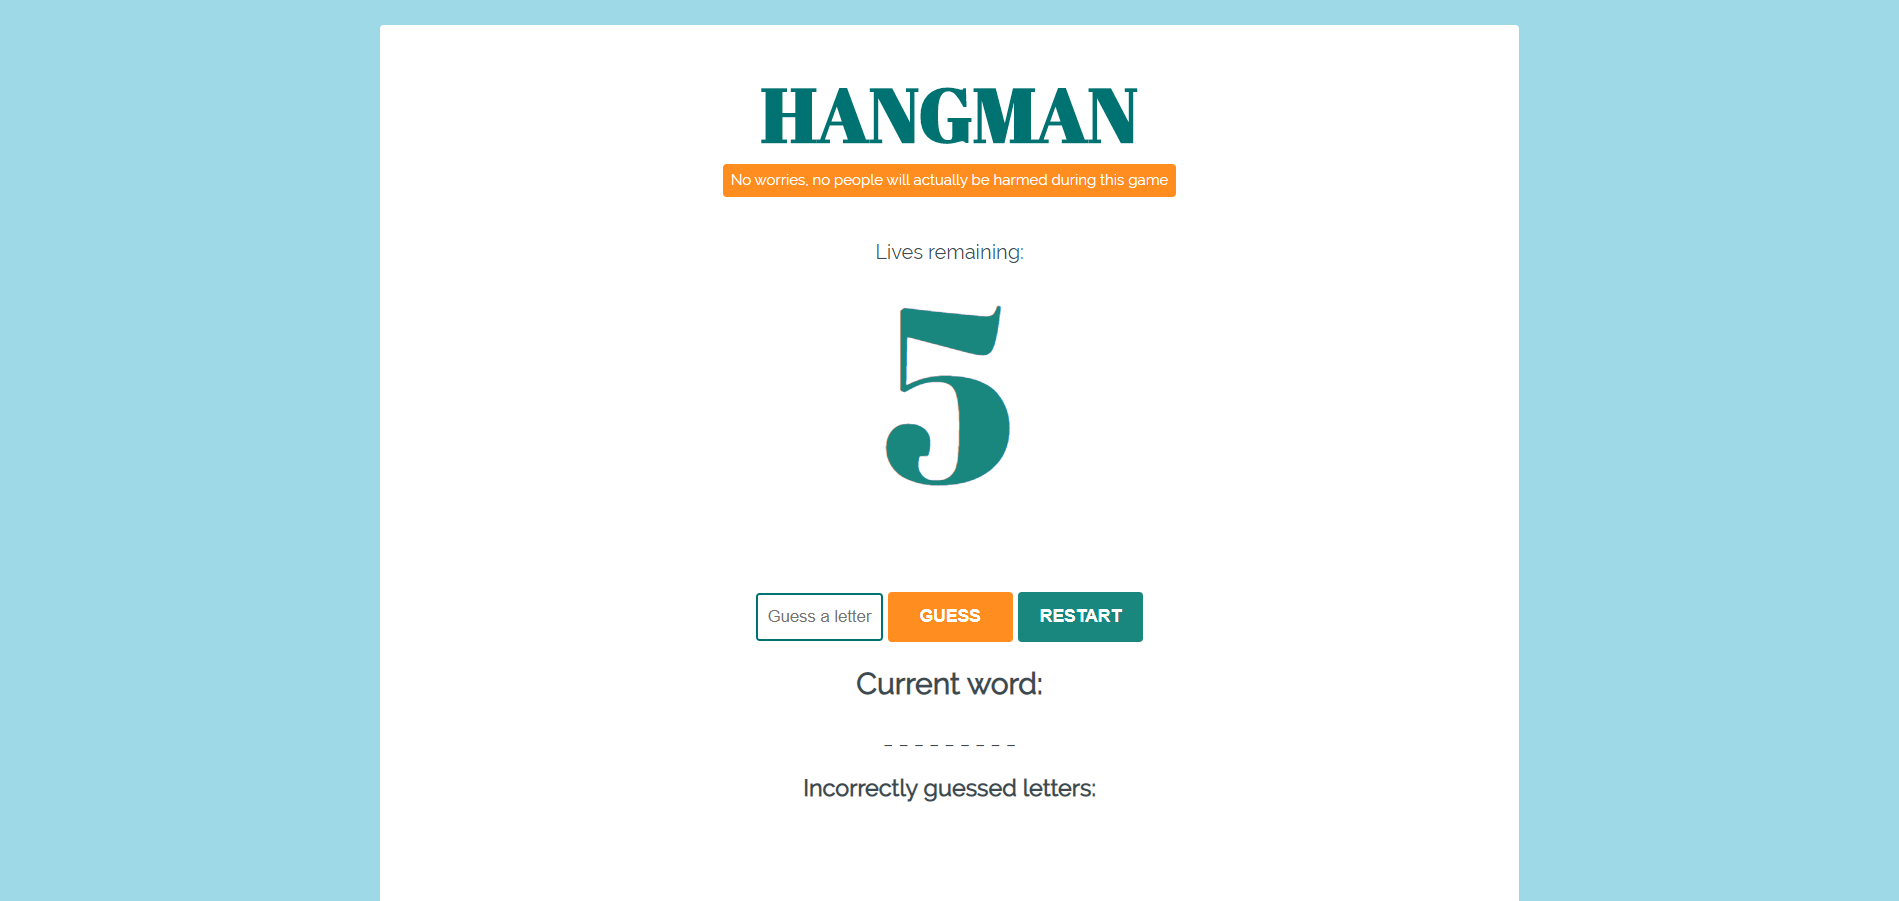 HANGMAN
No worries, no people will actually be harmed during this game
Lives remaining:
5
Guess a letter GUESS RESTART
Current word:
_ _ _ _ _ _ _ _ _
Incorrectly guessed letters: